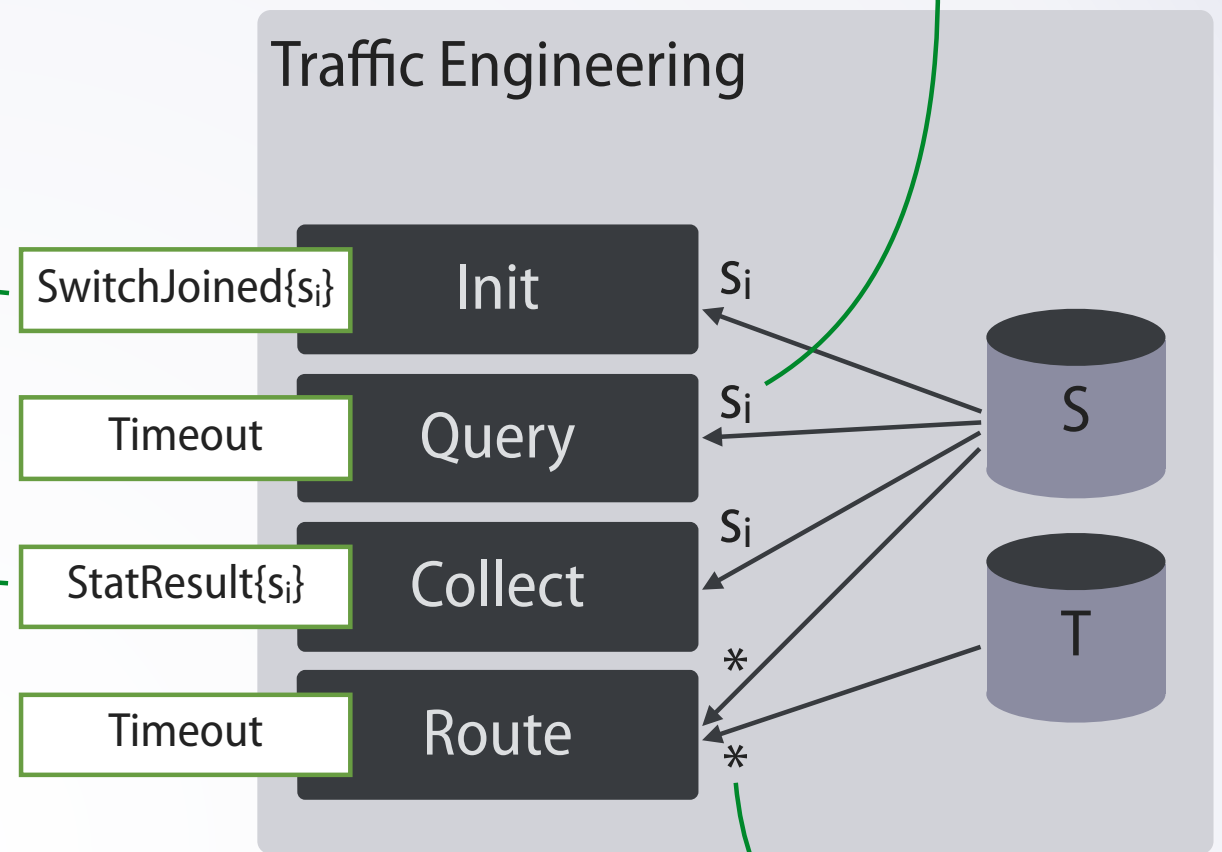 Traffic Engineering
SwitchJoined{si}
Init
si
Timeout
Query
si
S
StatResult{si}
Collect
si
T
Timeout
Route
*
*